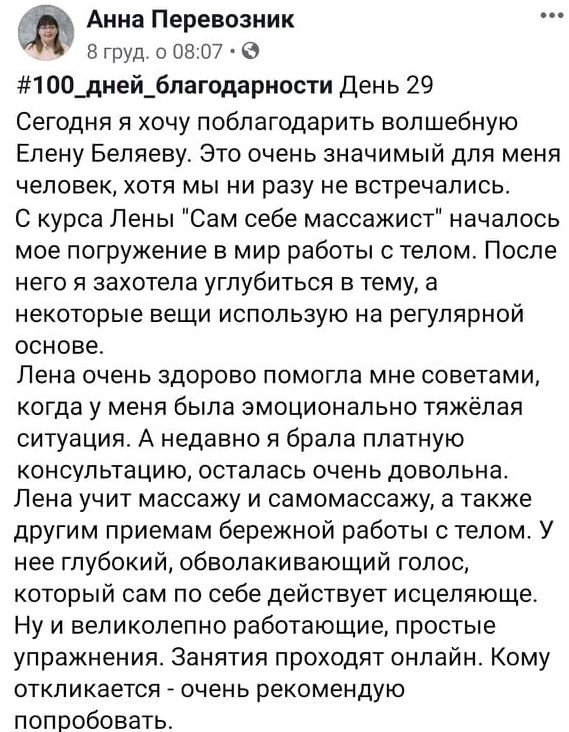 Анна Перевозник
8 груд. о 08:07 •
#100_дней_благодарности День 29
Сегодня я хочу поблагодарить волшебную
Елену Беляеву. Это очень значимый для меня
человек, хотя мы ни разу не встречались.
С курса Лены "Сам себе массажист" началось
мое погружение в мир работы с телом. После
него я захотела углубиться в тему, а
некоторые вещи использую на регулярной
основе.
Лена очень здорово помогла мне советами,
когда у меня была эмоционально тяжёлая
ситуация. А недавно я брала платную
консультацию, осталась очень довольна.
Лена учит массажу и самомассажу, а также
другим приемам бережной работы с телом. У
нее глубокий, обволакивающий голос,
который сам по себе действует исцеляюще.
Ну и великолепно работающие, простые
упражнения. Занятия проходят онлайн. Кому
откликается - очень рекомендую
попробовать.